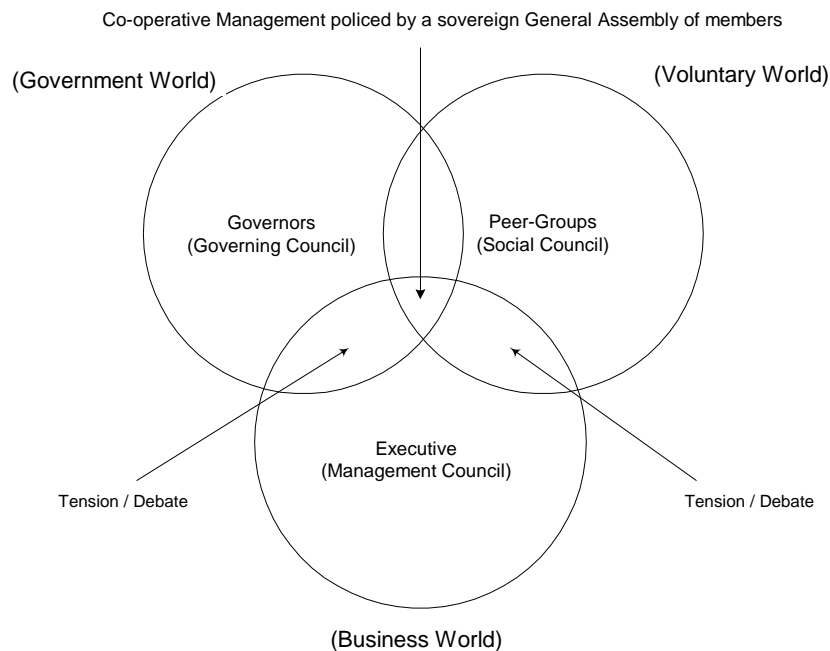 Co-operative Management policed by a sovereign General Assembly of members
(Government World)
(Voluntary World)
Governors
(Governing Council)
Peer-Groups
(Social Council)
Executive
(Management Council)
Tension / Debate
Tension / Debate
(Business World)